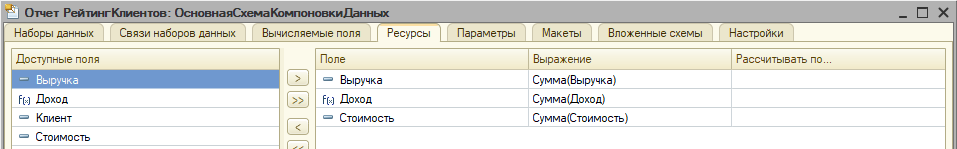 Отчет РейтингКлиентов: ОсновнаяСхемаКомпоновкиДанных
Наборы данных Связи наборов данных Вычисляемые поля Ресурсы Параметры Макеты Вложенные схемы Настройки
Доступные поля Поле Выражение Рассчитывать по...
Выручка > Выручка Сумма(Выручка)
f(x) Доход >> f(x) Доход Сумма(Доход)
Клиент < Стоимость Сумма(Стоимость)
Стоимость <<